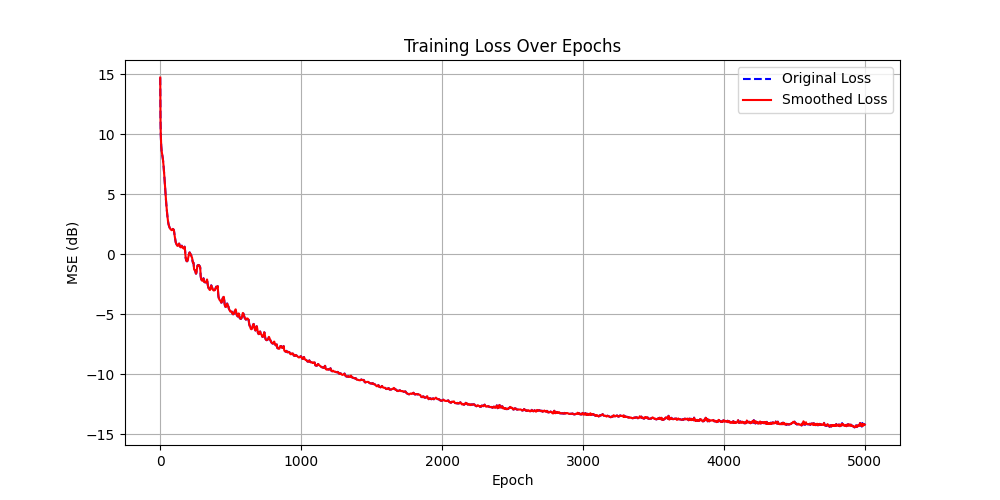 Training Loss Over Epochs
Original Loss
Smoothed Loss
MSE (dB)
15
10
5
0
−5
−10
−15
0 1000 2000 3000 4000 5000
Epoch